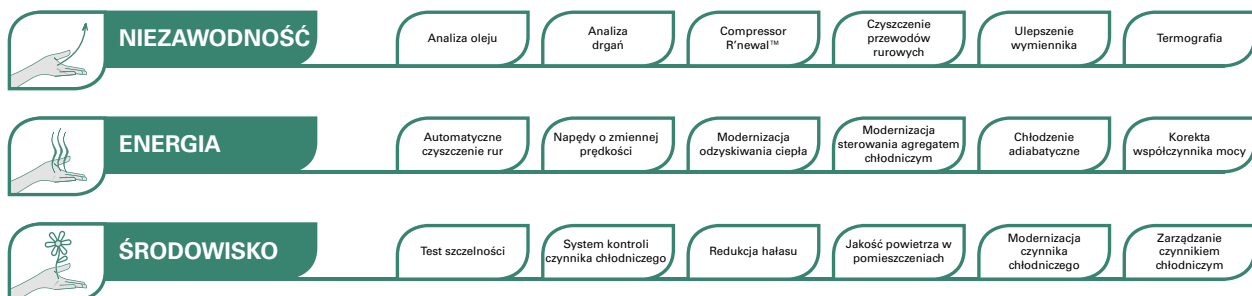 NIEZAWODNOŚĆ
Analiza oleju
Analiza
drgań
Compressor
R'newal™
Czyszczenie
przewodów
rurowych
Ulepszenie
wymiennika
Termografia
ENERGIA
Automatyczne
czyszczenie rur
Napędy o zmiennej
prędkości
Modernizacja
odzyskiwania ciepła
Modernizacja
sterowania agregatem
chłodniczym
Chłodzenie
adiabatyczne
Korekta
współczynnika mocy
ŚRODOWISKO
Test szczelności
System kontroli
czynnika chłodniczego
Redukcja hałasu
Jakość powietrza w
pomieszczeniach
Modernizacja
czynnika
chłodniczego
Zarządzanie
czynnikiem
chłodniczym